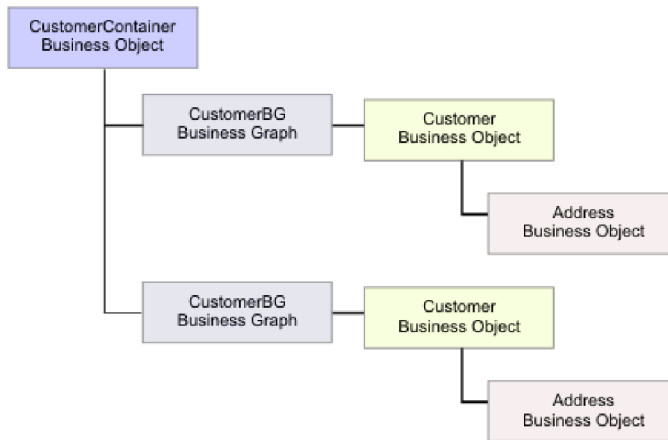 CustomerContainer
Business Object
CustomerBG
Business Graph
Customer
Business Object
Address
Business Object
CustomerBG
Business Graph
Customer
Business Object
Address
Business Object